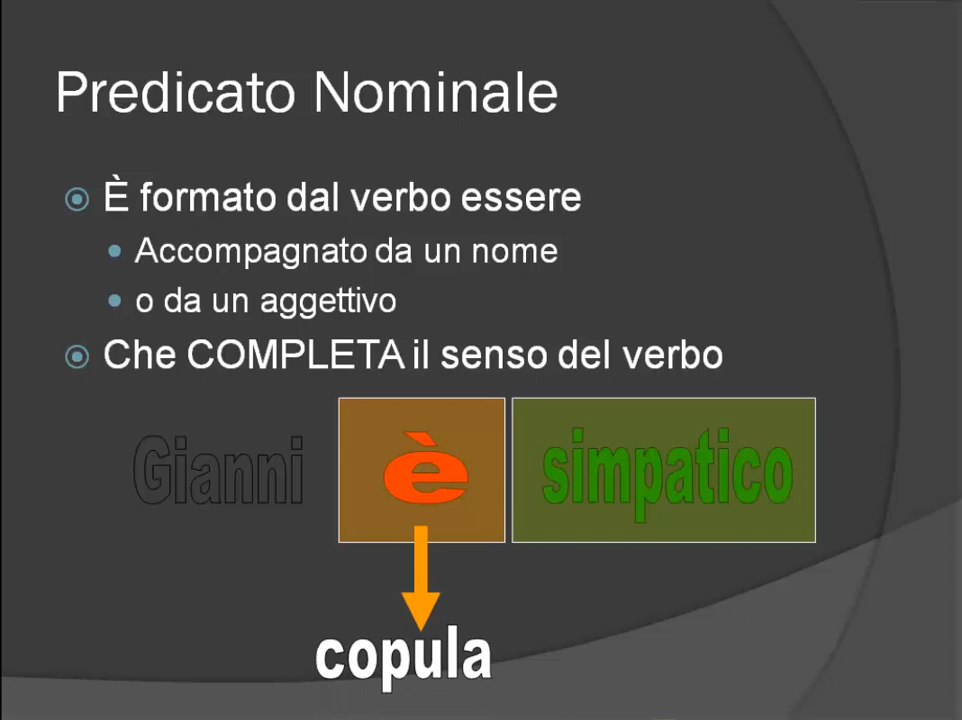 Predicato Nominale
È formato dal verbo essere
Accompagnato da un nome
o da un aggettivo
Che COMPLETA il senso del verbo
Gianni è simpatico
copula